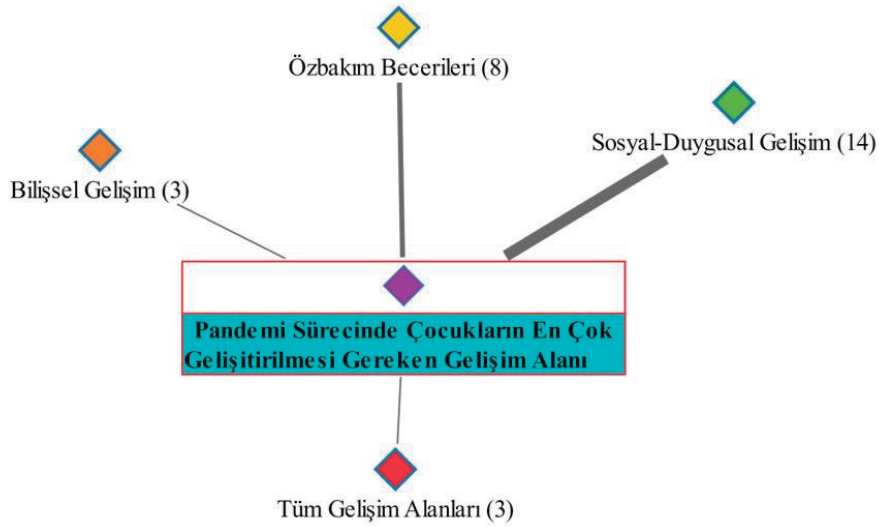 Özbakım Becerileri (8)
Sosyal-Duygusal Gelişim (14)
Bilişsel Gelişim (3)
Pandemi Sürecinde Çocukların En Çok
Gelişitirilmesi Gereken Gelişim Alanı
Tüm Gelişim Alanları (3)